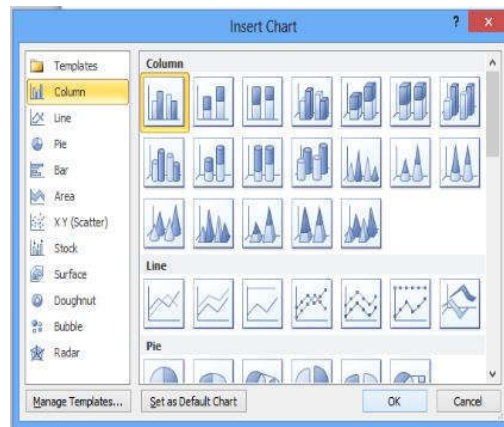 Insert Chart
?
x
Templates
Column
Line
Pie
Bar
Area
X Y (Scatter)
Stock
Surface
Doughnut
Bubble
Radar
Column
Line
Pie
Manage Templates...
Set as Default Chart
OK
Cancel